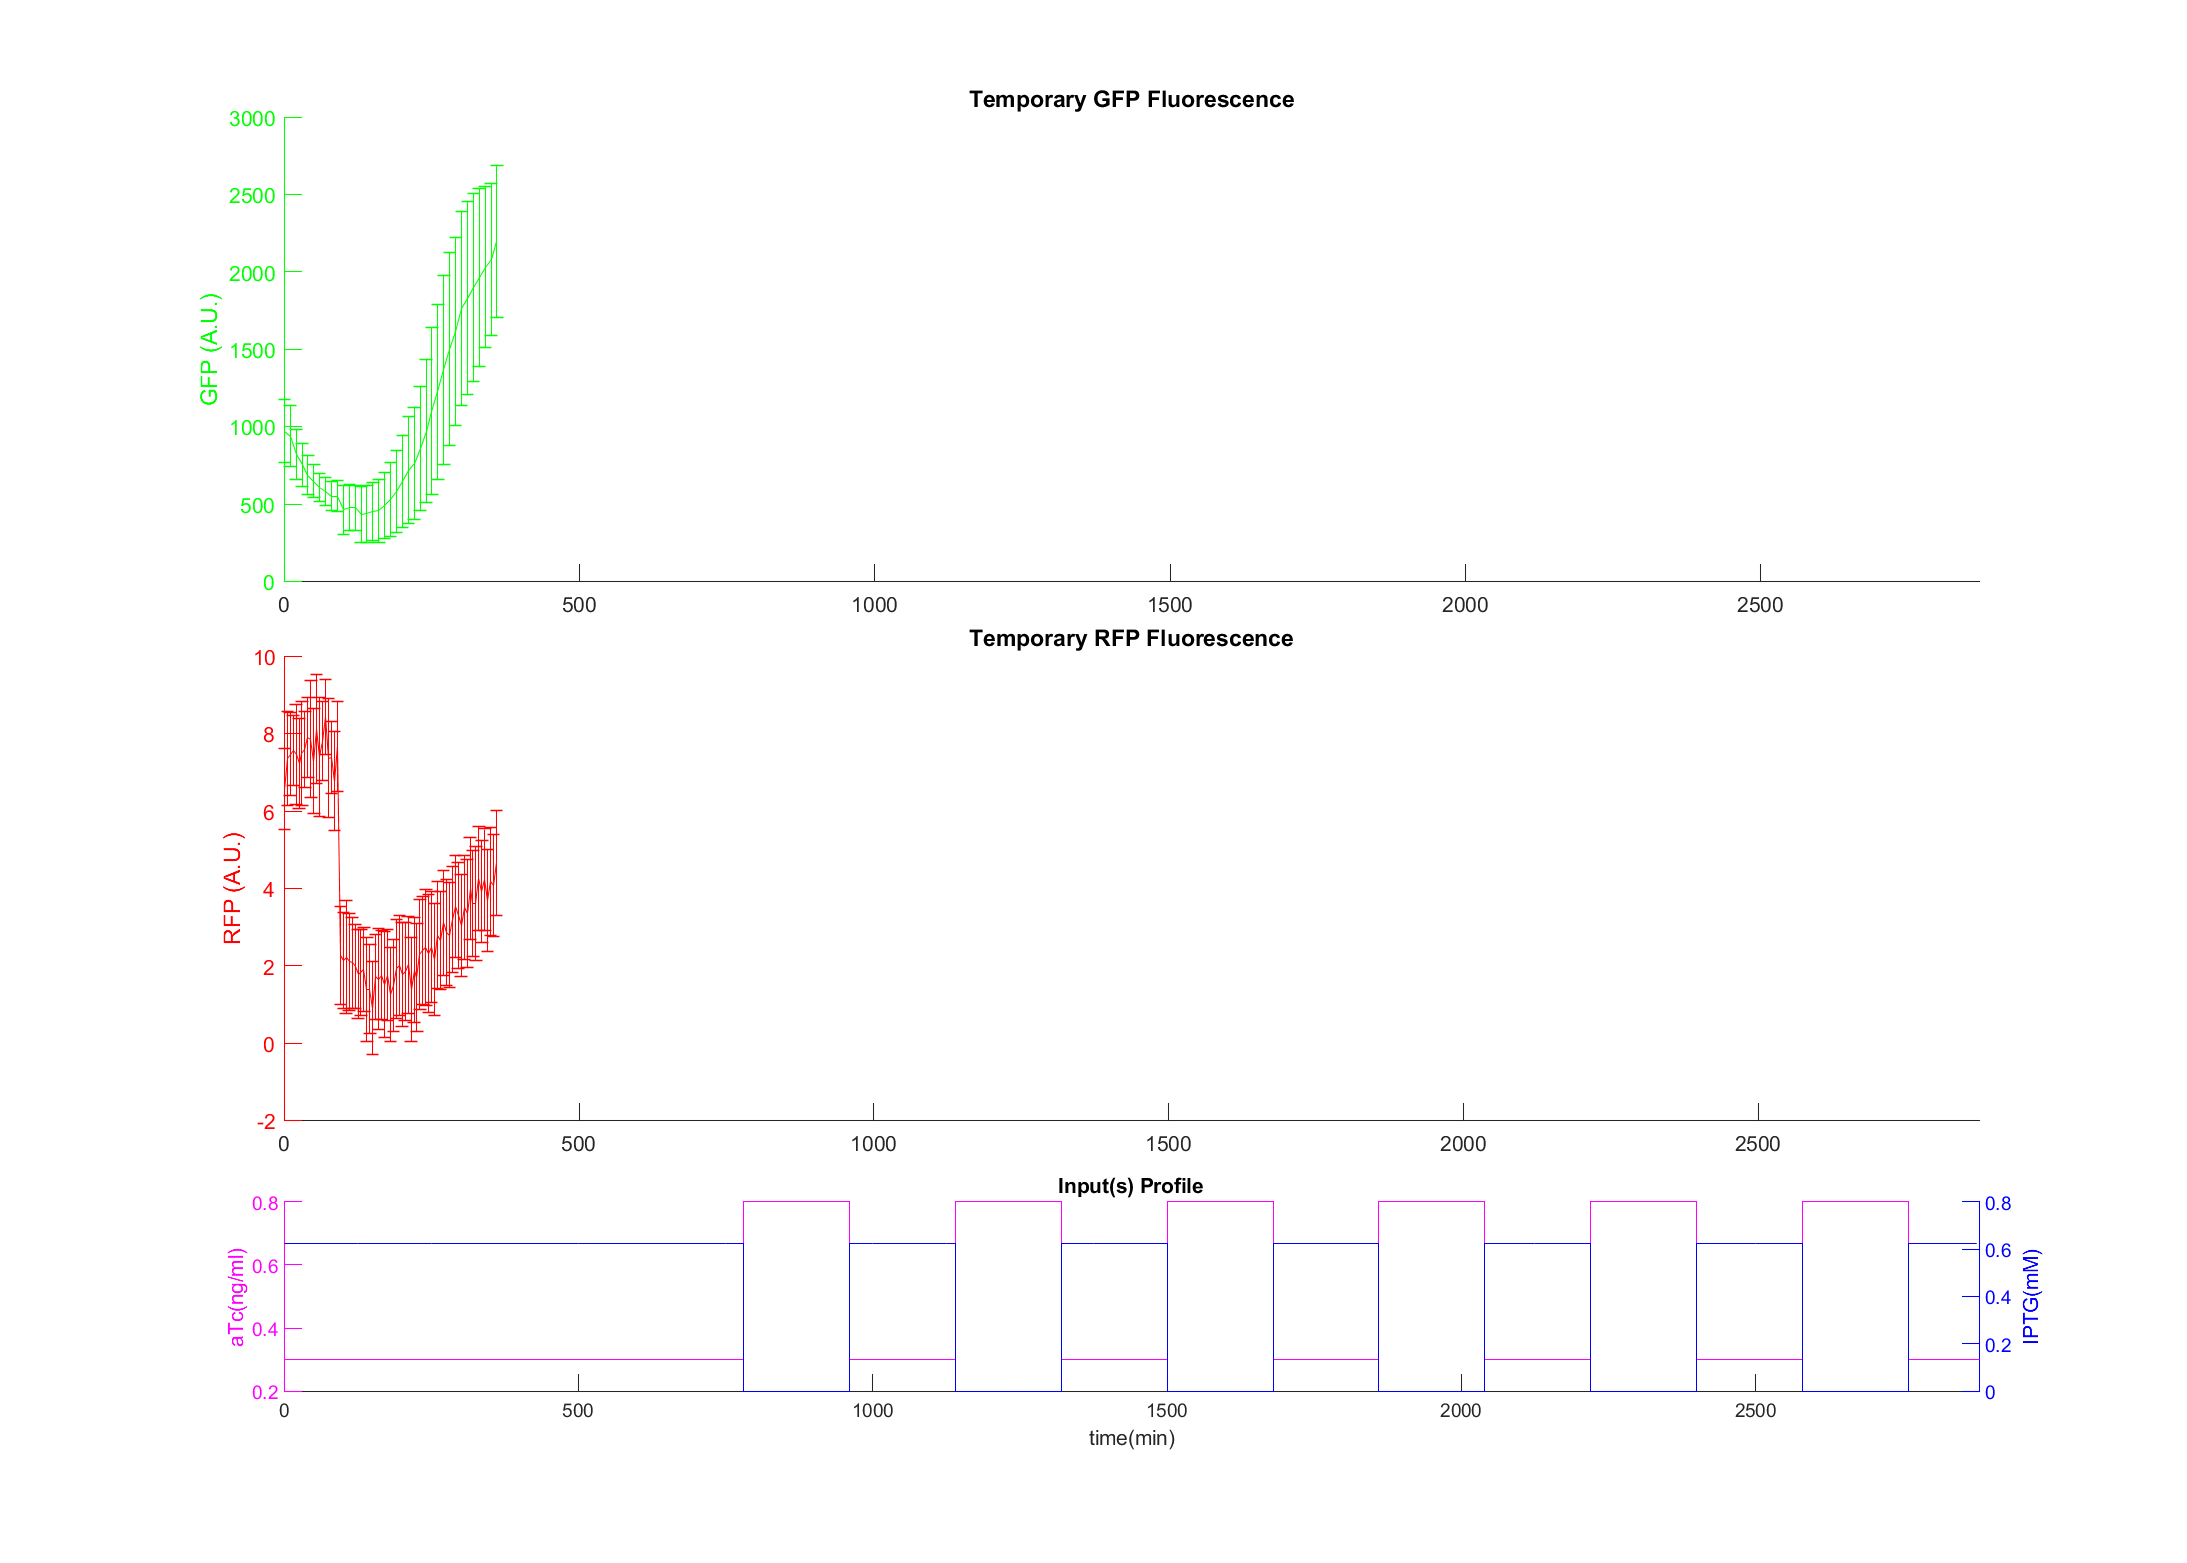 Temporary GFP Fluorescence
3000
2500
2000
1500
1000
500
0
GFP (A.U.)
0 500 1000 1500 2000 2500
Temporary RFP Fluorescence
10
8
6
4
2
0
-2
RFP (A.U.)
0 500 1000 1500 2000 2500
Input(s) Profile
0.8
0.6
0.4
0.2
aTc(ng/ml)
0.8
0.6
0.4
0.2
0
IPTG(mM)
0 500 1000 1500 2000 2500
time(min)